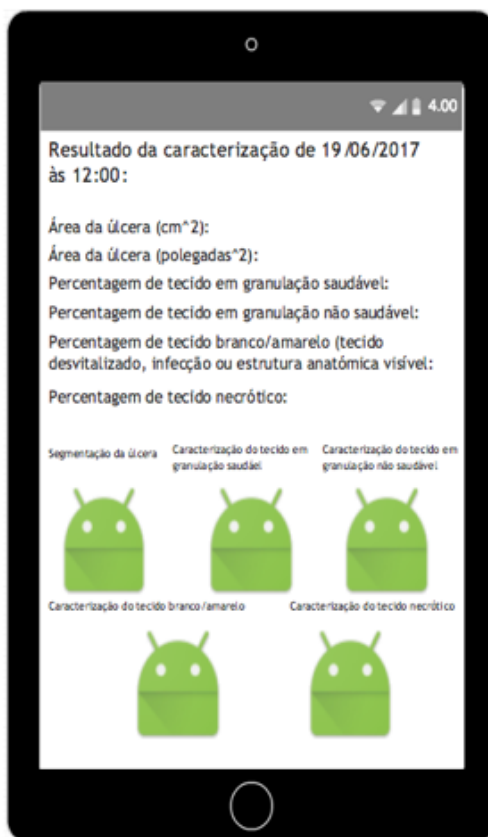 4.00
Resultado da caracterização de 19/06/2017
às 12:00:
Área da úlcera (cm^2):
Área da úlcera (polegadas^2):
Percentagem de tecido em granulação saudável:
Percentagem de tecido em granulação não saudável:
Percentagem de tecido branco/amarelo (tecido
desvitalizado, infecção ou estrutura anatómica visível:
Percentagem de tecido necrótico:
Segmentação da úlcera
Caracterização do tecido em
granulação saudáel
Caracterização do tecido em
granulação não saudável
Caracterização do tecido branco/amarelo
Caracterização do tecido necrótico